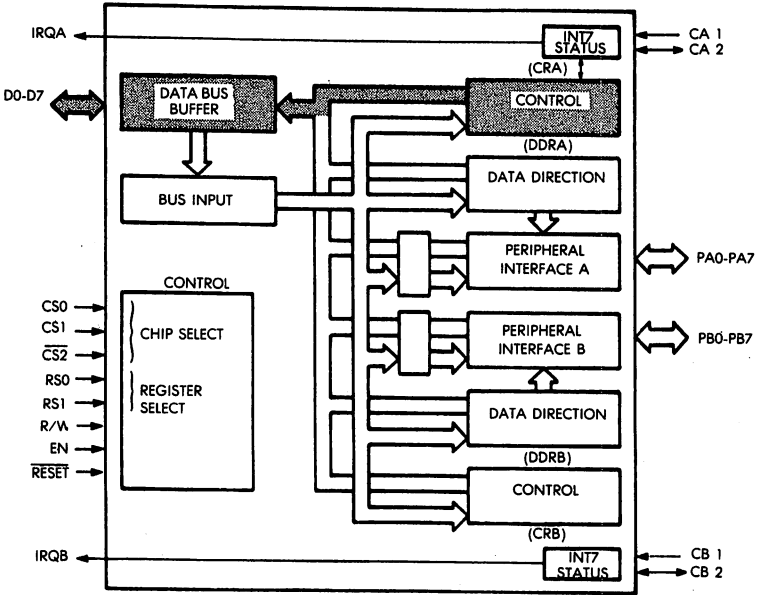 IRQA
INT7
STATUS
CA 1
CA 2
(CRA)
D0-D7
DATA BUS
BUFFER
CONTROL
(DDRA)
BUS INPUT
DATA DIRECTION
PERIPHERAL
INTERFACE A
PA0-PA7
CONTROL
CS0
CS1
CS2
RS0
RS1
R/W
EN
RESET
CHIP SELECT
REGISTER
SELECT
PERIPHERAL
INTERFACE B
PB0-PB7
DATA DIRECTION
(DDRB)
CONTROL
(CRB)
IRQB
INT7
STATUS
CB 1
CB 2